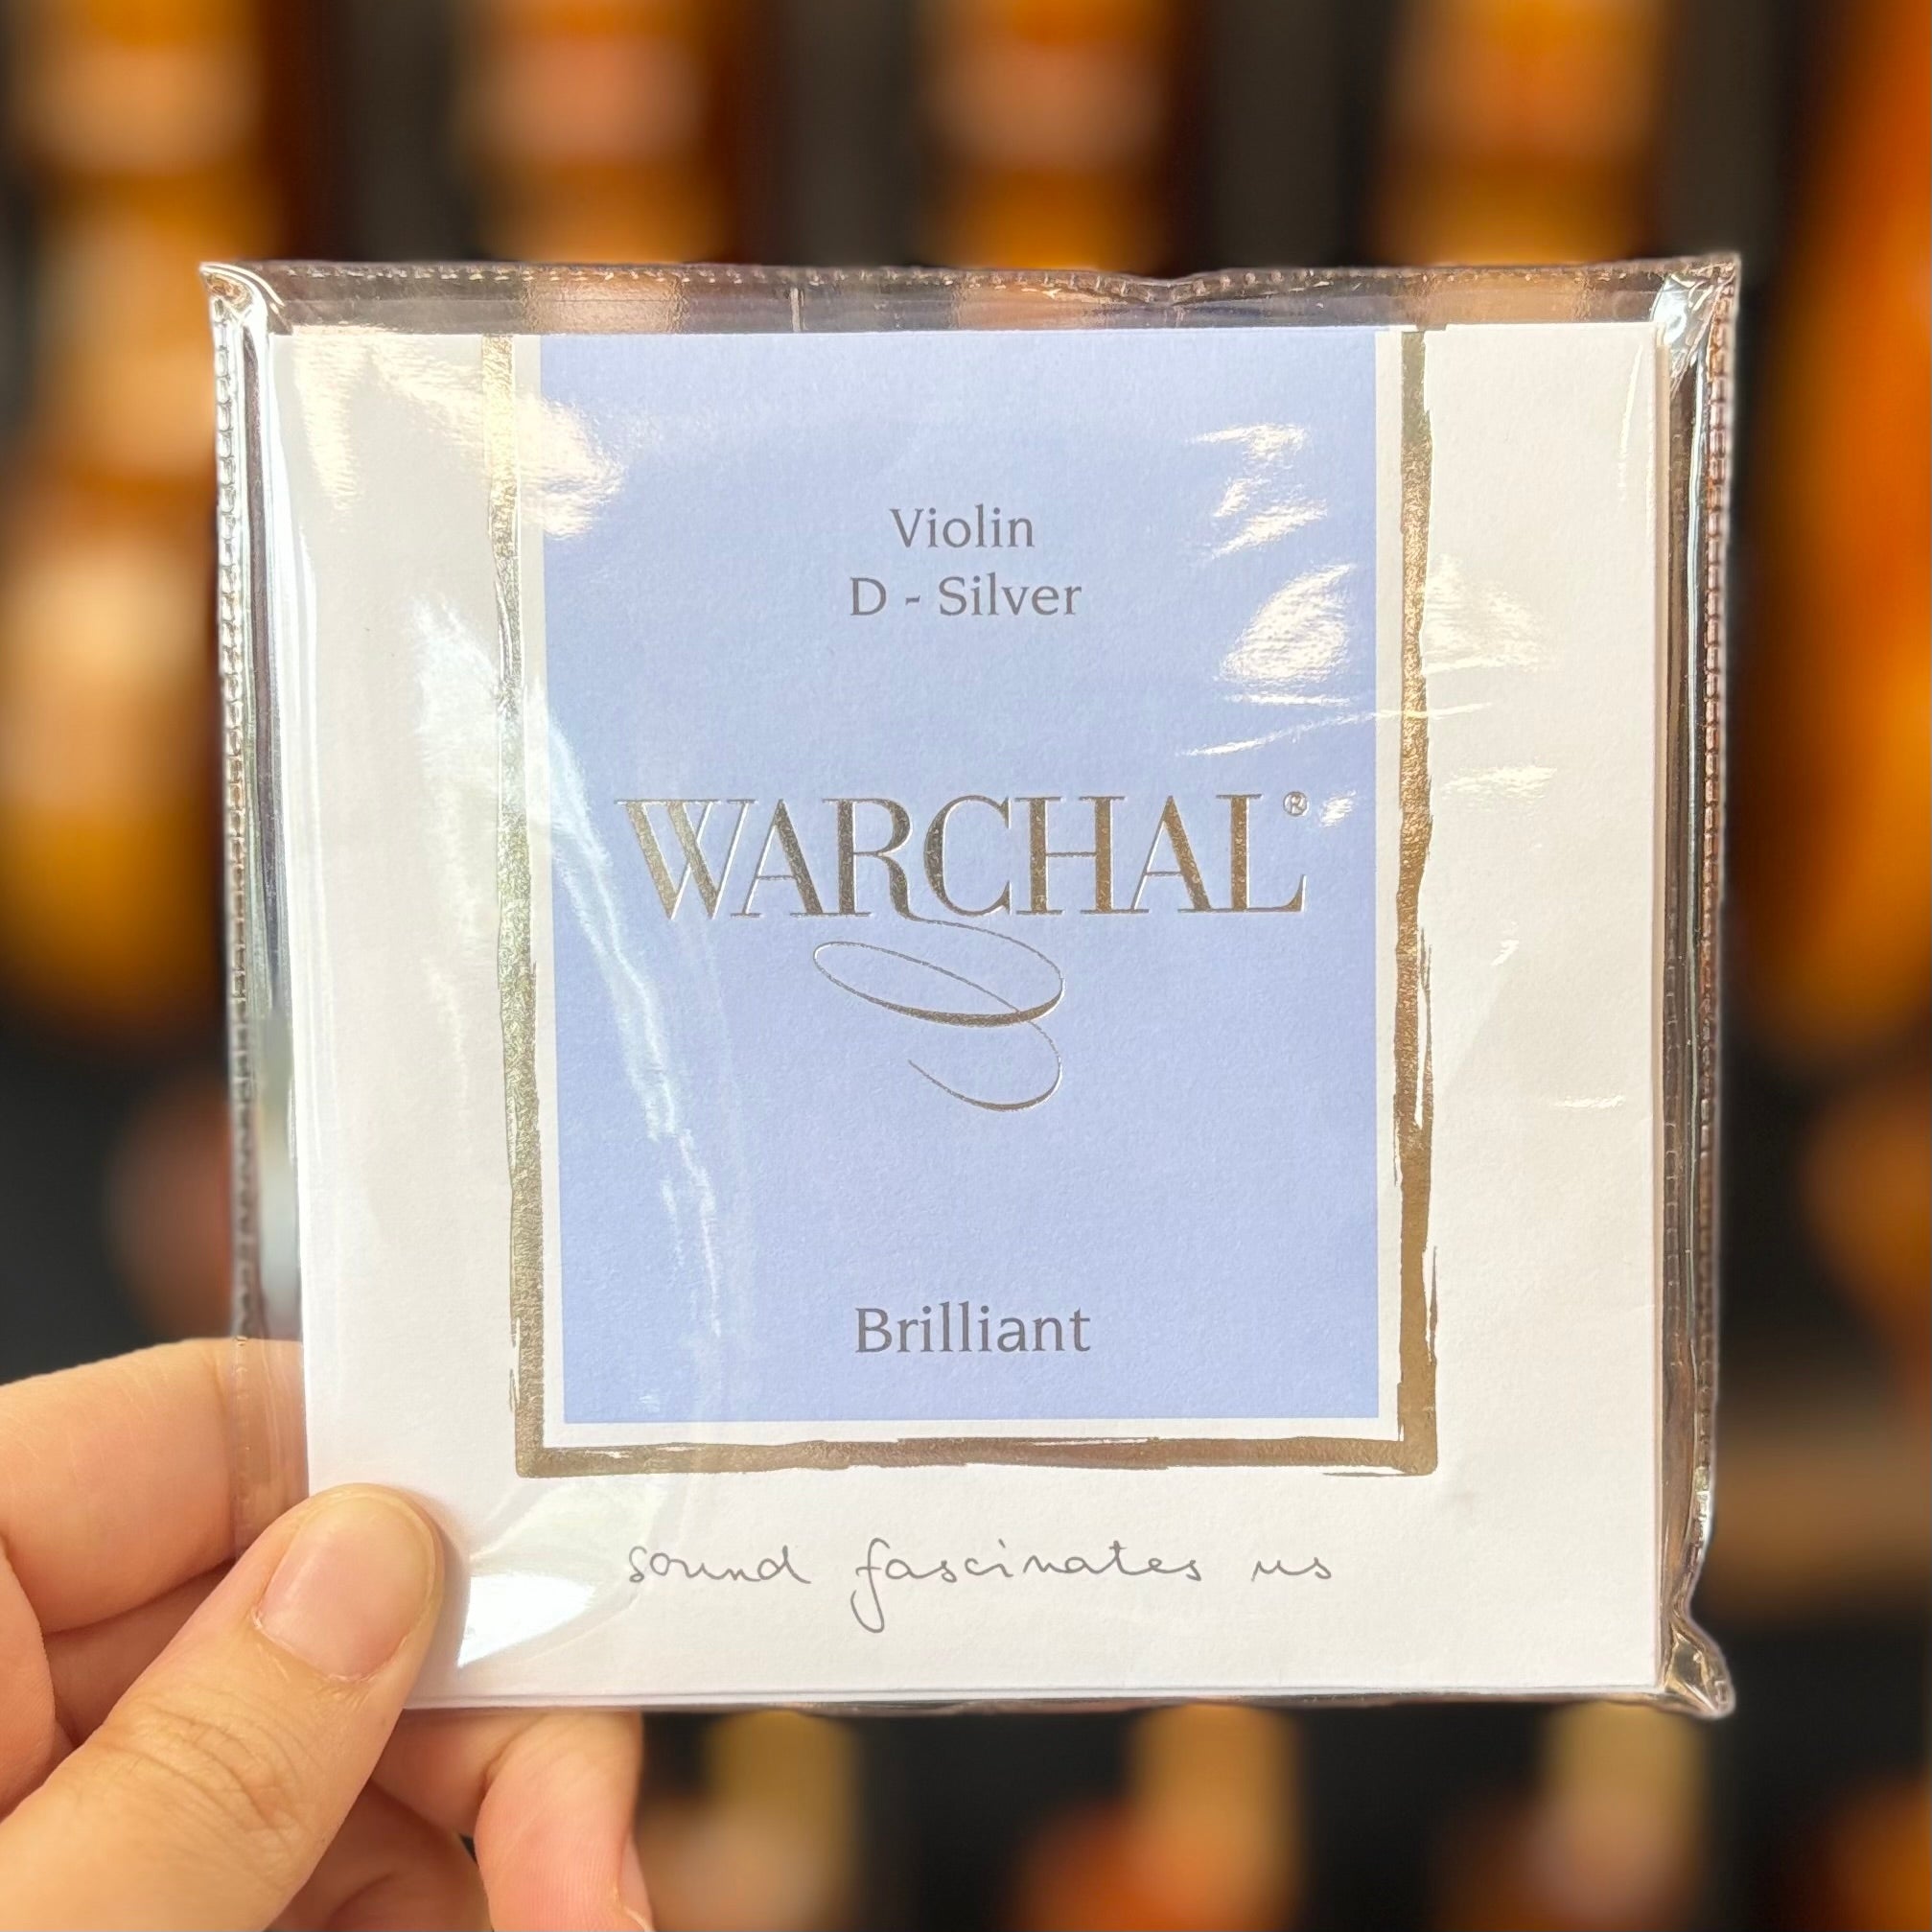 Violin
D - Silver
WARCHAL®
Brilliant
sound fascinates us